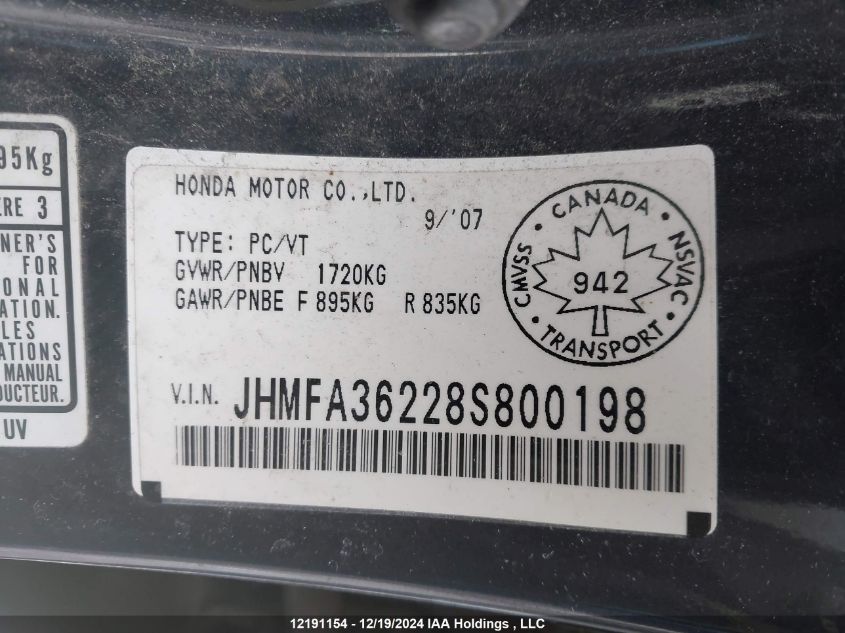 95Kg
ERE 3
NER'S
FOR
ONAL
ATION.
LES
ATIONS
MANUAL
DUCTEUR.
UV
HONDA MOTOR CO.,LTD.
9/'07
TYPE: PC/VT
GVWR/PNBV 1720KG
GAWR/PNBE F 895KG R 835KG
V.I.N. JHMFA36228S800198
CANADA
CMVSS
942
NSVAC
TRANSPORT
12191154 - 12/19/2024 IAA Holdings , LLC